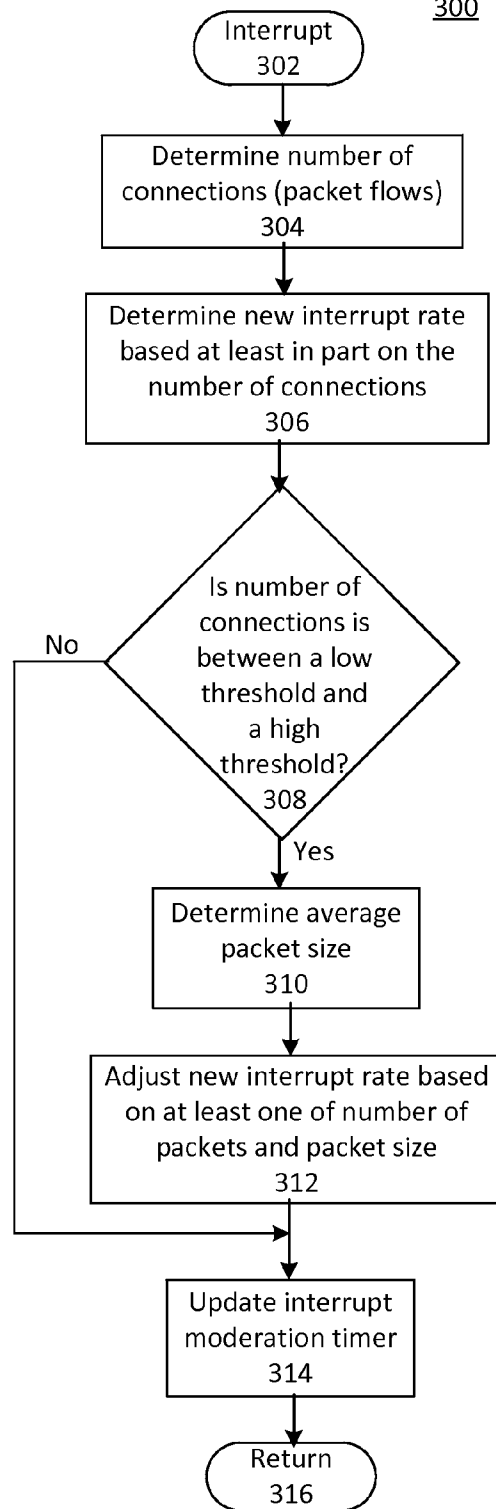 300
Interrupt
302
Determine number of
connections (packet flows)
304
Determine new interrupt rate
based at least in part on the
number of connections
306
Is number of
connections is
between a low
threshold and
a high
threshold?
308
No
Yes
Determine average
packet size
310
Adjust new interrupt rate based
on at least one of number of
packets and packet size
312
Update interrupt
moderation timer
314
Return
316